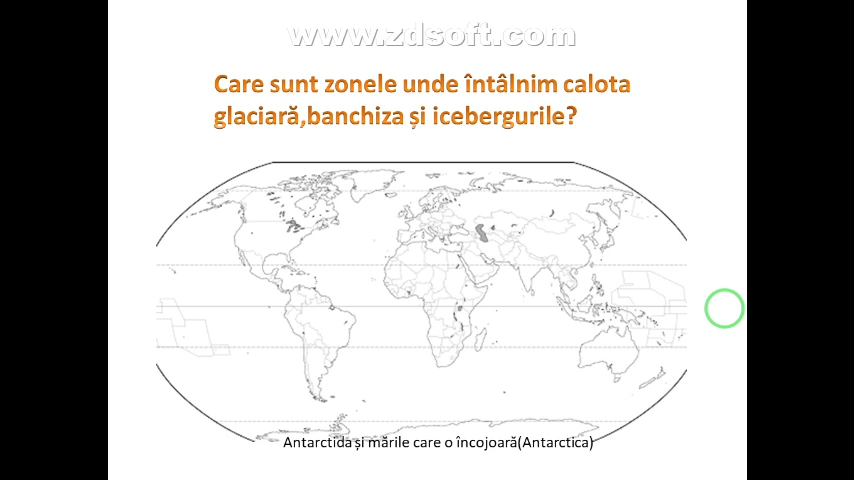 www.zdsoft.com
Care sunt zonele unde întâlnim calota
glaciară,banchiza și icebergurile?
Antarctida și mările care o încojoară(Antarctica)